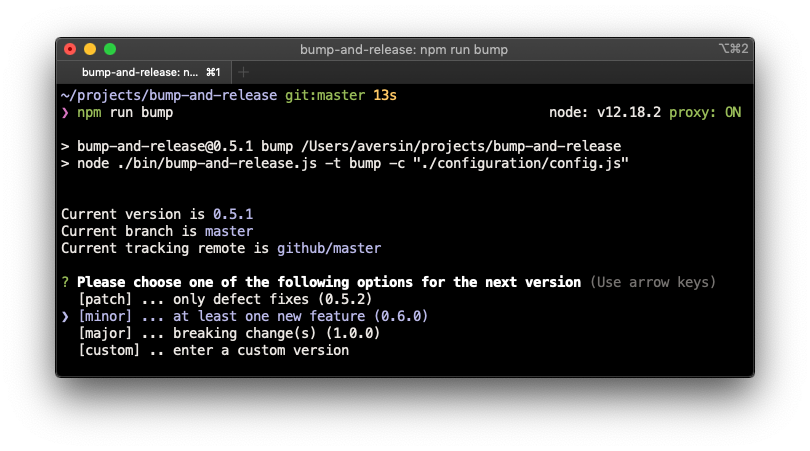 bump-and-release: npm run bump
⌥⌘2
bump-and-release: n... ⌘1
~/projects/bump-and-release git:master 13s
❯ npm run bump node: v12.18.2 proxy: ON
> bump-and-release@0.5.1 bump /Users/aversin/projects/bump-and-release
> node ./bin/bump-and-release.js -t bump -c "./configuration/config.js"
Current version is 0.5.1
Current branch is master
Current tracking remote is github/master
? Please choose one of the following options for the next version (Use arrow keys)
[patch] ... only defect fixes (0.5.2)
❯ [minor] ... at least one new feature (0.6.0)
[major] ... breaking change(s) (1.0.0)
[custom] .. enter a custom version